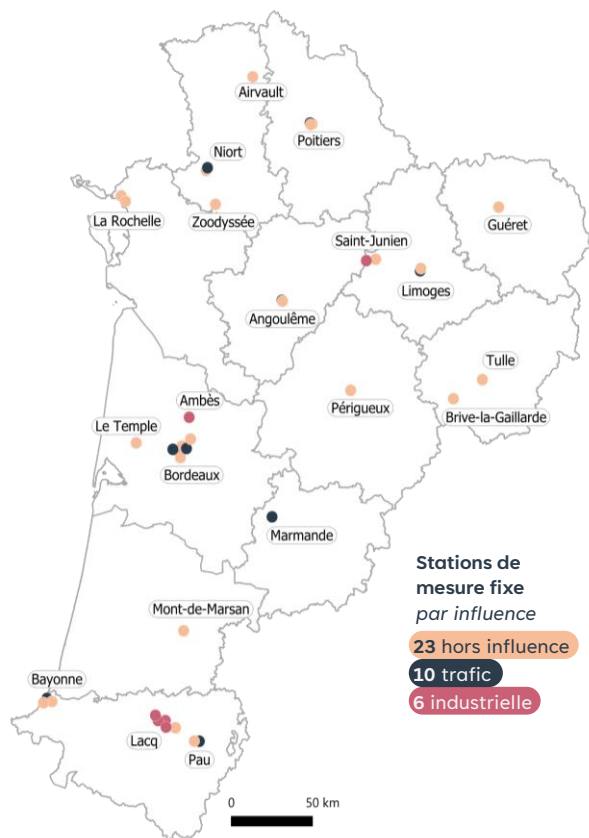 Airvault
Poitiers
Niort
La Rochelle
Zoodyssée
Guéret
Saint-Junien
Limoges
Angoulême
Tulle
Périgueux
Brive-la-Gaillarde
Ambès
Le Temple
Bordeaux
Marmande
Mont-de-Marsan
Bayonne
Lacq
Pau
Stations de
mesure fixe
par influence
23 hors influence
10 trafic
6 industrielle
0 50 km